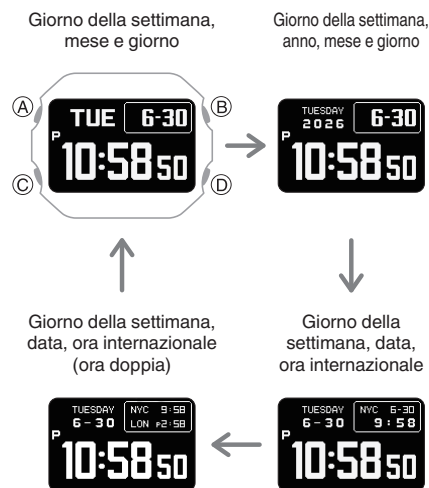 Giorno della settimana,
mese e giorno
Giorno della settimana,
anno, mese e giorno
A
B
C
D
TUE 6-30
P
10:58 50
TUESDAY
2026
6-30
P
10:58 50
Giorno della settimana,
data, ora internazionale
(ora doppia)
Giorno della
settimana, data,
ora internazionale
TUESDAY NYC 9:58
6-30 LON P2:58
P
10:58 50
TUESDAY NYC 6-30
6-30 9:58
P
10:58 50